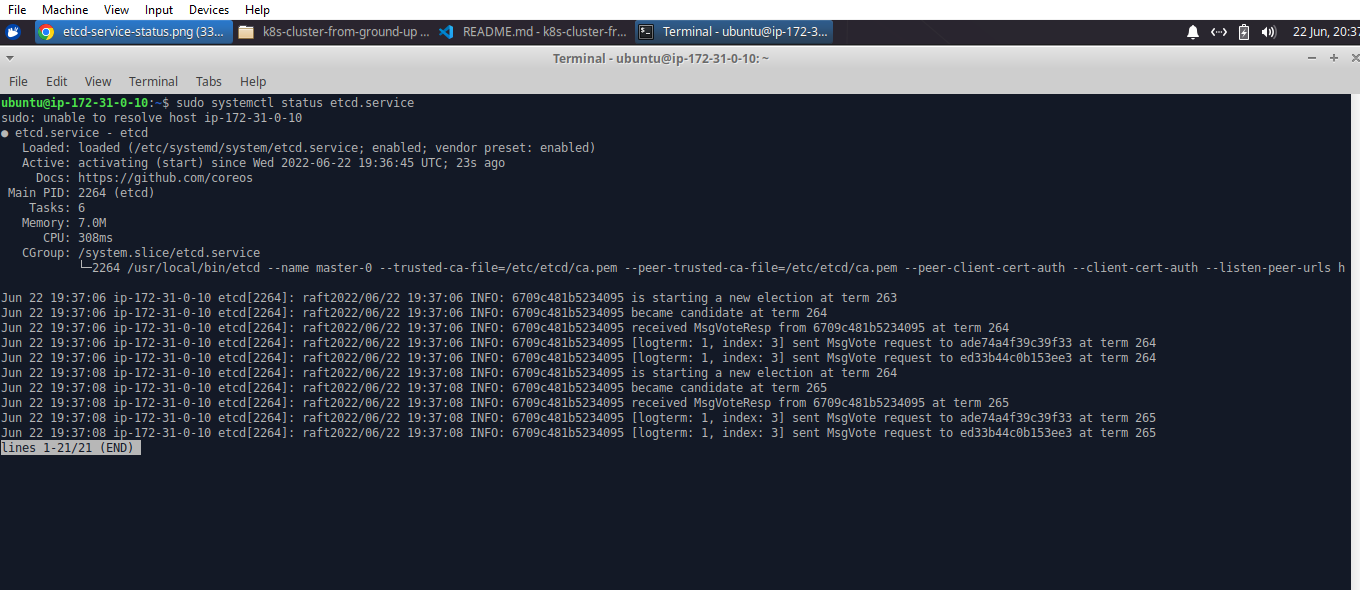 File Machine View Input Devices Help
etcd-service-status.png (33... k8s-cluster-from-ground-up ... README.md - k8s-cluster-fr... Terminal - ubuntu@ip-172-3... 22 Jun, 20:37
Terminal - ubuntu@ip-172-31-0-10: ~
File Edit View Terminal Tabs Help
ubuntu@ip-172-31-0-10:~$ sudo systemctl status etcd.service
sudo: unable to resolve host ip-172-31-0-10
● etcd.service - etcd
Loaded: loaded (/etc/systemd/system/etcd.service; enabled; vendor preset: enabled)
Active: activating (start) since Wed 2022-06-22 19:36:45 UTC; 23s ago
Docs: https://github.com/coreos
Main PID: 2264 (etcd)
Tasks: 6
Memory: 7.0M
CPU: 308ms
CGroup: /system.slice/etcd.service
└─2264 /usr/local/bin/etcd --name master-0 --trusted-ca-file=/etc/etcd/ca.pem --peer-trusted-ca-file=/etc/etcd/ca.pem --peer-client-cert-auth --client-cert-auth --listen-peer-urls h
Jun 22 19:37:06 ip-172-31-0-10 etcd[2264]: raft2022/06/22 19:37:06 INFO: 6709c481b5234095 is starting a new election at term 263
Jun 22 19:37:06 ip-172-31-0-10 etcd[2264]: raft2022/06/22 19:37:06 INFO: 6709c481b5234095 became candidate at term 264
Jun 22 19:37:06 ip-172-31-0-10 etcd[2264]: raft2022/06/22 19:37:06 INFO: 6709c481b5234095 received MsgVoteResp from 6709c481b5234095 at term 264
Jun 22 19:37:06 ip-172-31-0-10 etcd[2264]: raft2022/06/22 19:37:06 INFO: 6709c481b5234095 [logterm: 1, index: 3] sent MsgVote request to ade74a4f39c39f33 at term 264
Jun 22 19:37:06 ip-172-31-0-10 etcd[2264]: raft2022/06/22 19:37:06 INFO: 6709c481b5234095 [logterm: 1, index: 3] sent MsgVote request to ed33b44c0b153ee3 at term 264
Jun 22 19:37:08 ip-172-31-0-10 etcd[2264]: raft2022/06/22 19:37:08 INFO: 6709c481b5234095 is starting a new election at term 264
Jun 22 19:37:08 ip-172-31-0-10 etcd[2264]: raft2022/06/22 19:37:08 INFO: 6709c481b5234095 became candidate at term 265
Jun 22 19:37:08 ip-172-31-0-10 etcd[2264]: raft2022/06/22 19:37:08 INFO: 6709c481b5234095 received MsgVoteResp from 6709c481b5234095 at term 265
Jun 22 19:37:08 ip-172-31-0-10 etcd[2264]: raft2022/06/22 19:37:08 INFO: 6709c481b5234095 [logterm: 1, index: 3] sent MsgVote request to ade74a4f39c39f33 at term 265
Jun 22 19:37:08 ip-172-31-0-10 etcd[2264]: raft2022/06/22 19:37:08 INFO: 6709c481b5234095 [logterm: 1, index: 3] sent MsgVote request to ed33b44c0b153ee3 at term 265
lines 1-21/21 (END)